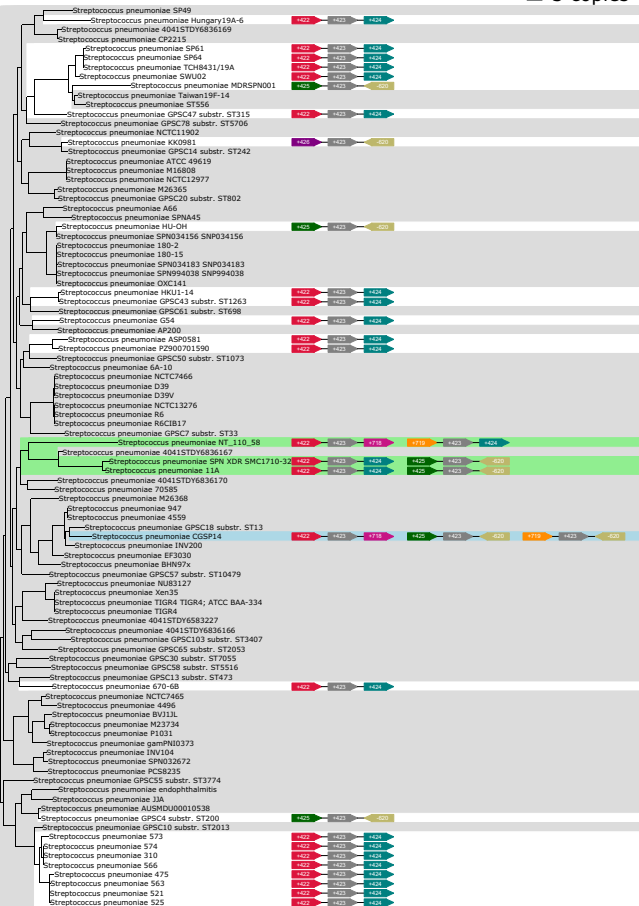 3 copies
Streptococcus pneumoniae SP49
Streptococcus pneumoniae Hungary19A-6 +422 +423 +424
Streptococcus pneumoniae 4041STDY6836169
Streptococcus pneumoniae CP2215
Streptococcus pneumoniae SP61 +422 +423 +424
Streptococcus pneumoniae SP64 +422 +423 +424
Streptococcus pneumoniae TCH8431/19A +422 +423 +424
Streptococcus pneumoniae SWU02 +422 +423 +424
Streptococcus pneumoniae MDRSPN001 +425 +423 -620
Streptococcus pneumoniae Taiwan19F-14
Streptococcus pneumoniae ST556
Streptococcus pneumoniae GPSC47 substr. ST315 +422 +423 +424
Streptococcus pneumoniae GPSC78 substr. ST5706
Streptococcus pneumoniae NCTC11902
Streptococcus pneumoniae KK0981 +426 +423 -620
Streptococcus pneumoniae GPSC14 substr. ST242
Streptococcus pneumoniae ATCC 49619
Streptococcus pneumoniae M16808
Streptococcus pneumoniae NCTC12977
Streptococcus pneumoniae M26365
Streptococcus pneumoniae GPSC20 substr. ST802
Streptococcus pneumoniae A66
Streptococcus pneumoniae SPNA45
Streptococcus pneumoniae HU-OH +425 +423 -620
Streptococcus pneumoniae SPN034156 SNP034156
Streptococcus pneumoniae 180-2
Streptococcus pneumoniae 180-15
Streptococcus pneumoniae SPN034183 SNP034183
Streptococcus pneumoniae SPN994038 SNP994038
Streptococcus pneumoniae OXC141
Streptococcus pneumoniae HKU1-14 +422 +423 +424
Streptococcus pneumoniae GPSC43 substr. ST1263 +422 +423 +424
Streptococcus pneumoniae GPSC61 substr. ST698
Streptococcus pneumoniae G54 +422 +423 +424
Streptococcus pneumoniae AP200
Streptococcus pneumoniae ASP0581 +422 +423 +424
Streptococcus pneumoniae PZ900701590 +422 +423 +424
Streptococcus pneumoniae GPSC50 substr. ST1073
Streptococcus pneumoniae 6A-10
Streptococcus pneumoniae NCTC7466
Streptococcus pneumoniae D39
Streptococcus pneumoniae D39V
Streptococcus pneumoniae NCTC13276
Streptococcus pneumoniae R6
Streptococcus pneumoniae R6CIB17
Streptococcus pneumoniae GPSC7 substr. ST33
Streptococcus pneumoniae NT_110_58 +422 +423 +718 +719 +423 +424
Streptococcus pneumoniae 4041STDY6836167
Streptococcus pneumoniae SPN XDR SMC1710-32 +422 +423 +424 +425 +423 -620
Streptococcus pneumoniae 11A +422 +423 +424 +425 +423 -620
Streptococcus pneumoniae 4041STDY6836170
Streptococcus pneumoniae 70585
Streptococcus pneumoniae M26368
Streptococcus pneumoniae 947
Streptococcus pneumoniae 4559
Streptococcus pneumoniae GPSC18 substr. ST13
Streptococcus pneumoniae CGSP14 +422 +423 +718 +425 +423 -620 +719 +423 -620
Streptococcus pneumoniae INV200
Streptococcus pneumoniae EF3030
Streptococcus pneumoniae BHN97x
Streptococcus pneumoniae GPSC57 substr. ST10479
Streptococcus pneumoniae NU83127
Streptococcus pneumoniae Xen35
Streptococcus pneumoniae TIGR4 TIGR4; ATCC BAA-334
Streptococcus pneumoniae TIGR4
Streptococcus pneumoniae 4041STDY6583227
Streptococcus pneumoniae 4041STDY6836166
Streptococcus pneumoniae GPSC103 substr. ST3407
Streptococcus pneumoniae GPSC65 substr. ST2053
Streptococcus pneumoniae GPSC30 substr. ST7055
Streptococcus pneumoniae GPSC58 substr. ST5516
Streptococcus pneumoniae GPSC13 substr. ST473
Streptococcus pneumoniae 670-6B +422 +423 +424
Streptococcus pneumoniae NCTC7465
Streptococcus pneumoniae 4496
Streptococcus pneumoniae BVJ1JL
Streptococcus pneumoniae M23734
Streptococcus pneumoniae P1031
Streptococcus pneumoniae gamPNI0373
Streptococcus pneumoniae INV104
Streptococcus pneumoniae SPN032672
Streptococcus pneumoniae PCS8235
Streptococcus pneumoniae GPSC55 substr. ST3774
Streptococcus pneumoniae endophthalmitis
Streptococcus pneumoniae JJA
Streptococcus pneumoniae AUSMDU00010538
Streptococcus pneumoniae GPSC4 substr. ST200 +425 +423 -620
Streptococcus pneumoniae GPSC10 substr. ST2013
Streptococcus pneumoniae 573 +422 +423 +424
Streptococcus pneumoniae 574 +422 +423 +424
Streptococcus pneumoniae 310 +422 +423 +424
Streptococcus pneumoniae 566 +422 +423 +424
Streptococcus pneumoniae 475 +422 +423 +424
Streptococcus pneumoniae 563 +422 +423 +424
Streptococcus pneumoniae 521 +422 +423 +424
Streptococcus pneumoniae 525 +422 +423 +424